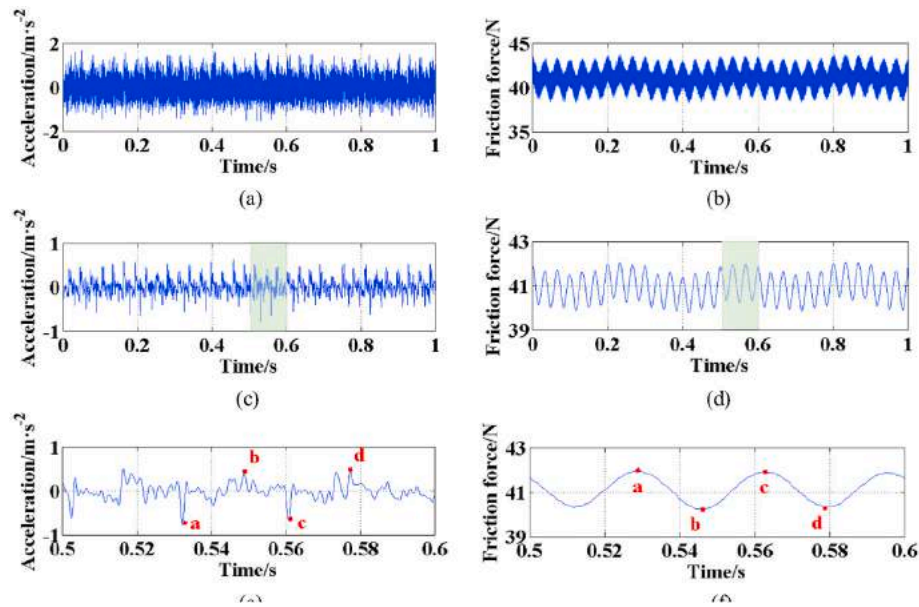 Acceleration/m·s⁻²
2
0
-2
0 0.2 0.4 0.6 0.8 1
Time/s
(a)
Friction force/N
45
40
35
0 0.2 0.4 0.6 0.8 1
Time/s
(b)
Acceleration/m·s⁻²
1
0
-1
0 0.2 0.4 0.6 0.8 1
Time/s
(c)
Friction force/N
43
41
39
0 0.2 0.4 0.6 0.8 1
Time/s
(d)
Acceleration/m·s⁻²
1
0
-1
a
b
c
d
0.5 0.52 0.54 0.56 0.58 0.6
Time/s
Friction force/N
43
41
39
a
b
c
d
0.5 0.52 0.54 0.56 0.58 0.6
Time/s